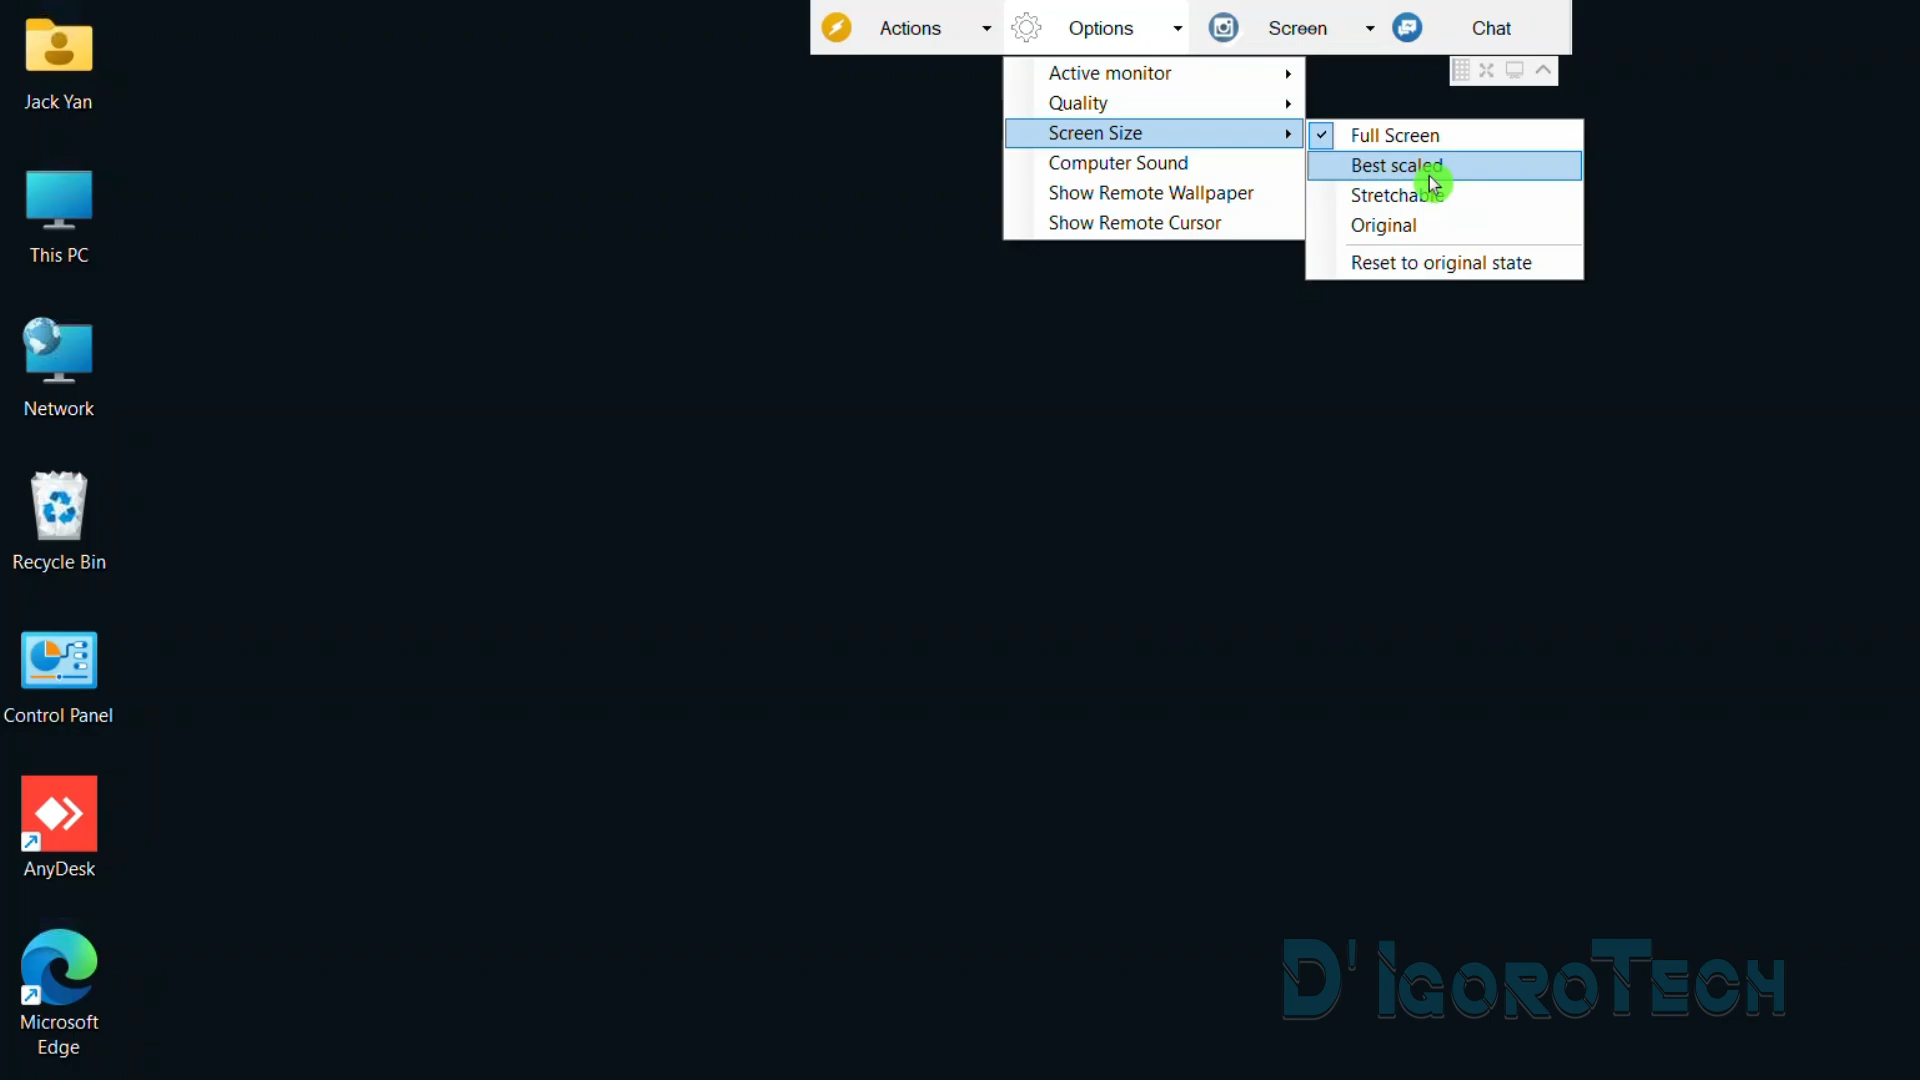 Actions
Options
Screen
Chat
Active monitor
Quality
Screen Size
Computer Sound
Show Remote Wallpaper
Show Remote Cursor
Full Screen
Best scaled
Stretchable
Original
Reset to original state
Jack Yan
This PC
Network
Recycle Bin
Control Panel
AnyDesk
Microsoft
Edge
D'IgoroTech